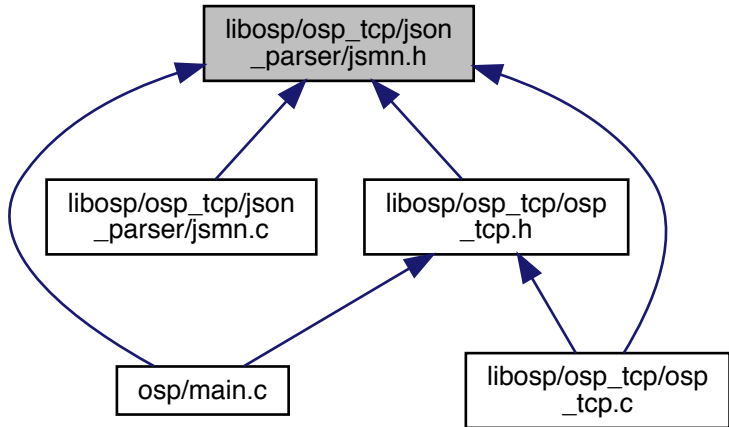 libosp/osp_tcp/json
_parser/jsmn.h
libosp/osp_tcp/json
_parser/jsmn.c
libosp/osp_tcp/osp
_tcp.h
osp/main.c
libosp/osp_tcp/osp
_tcp.c